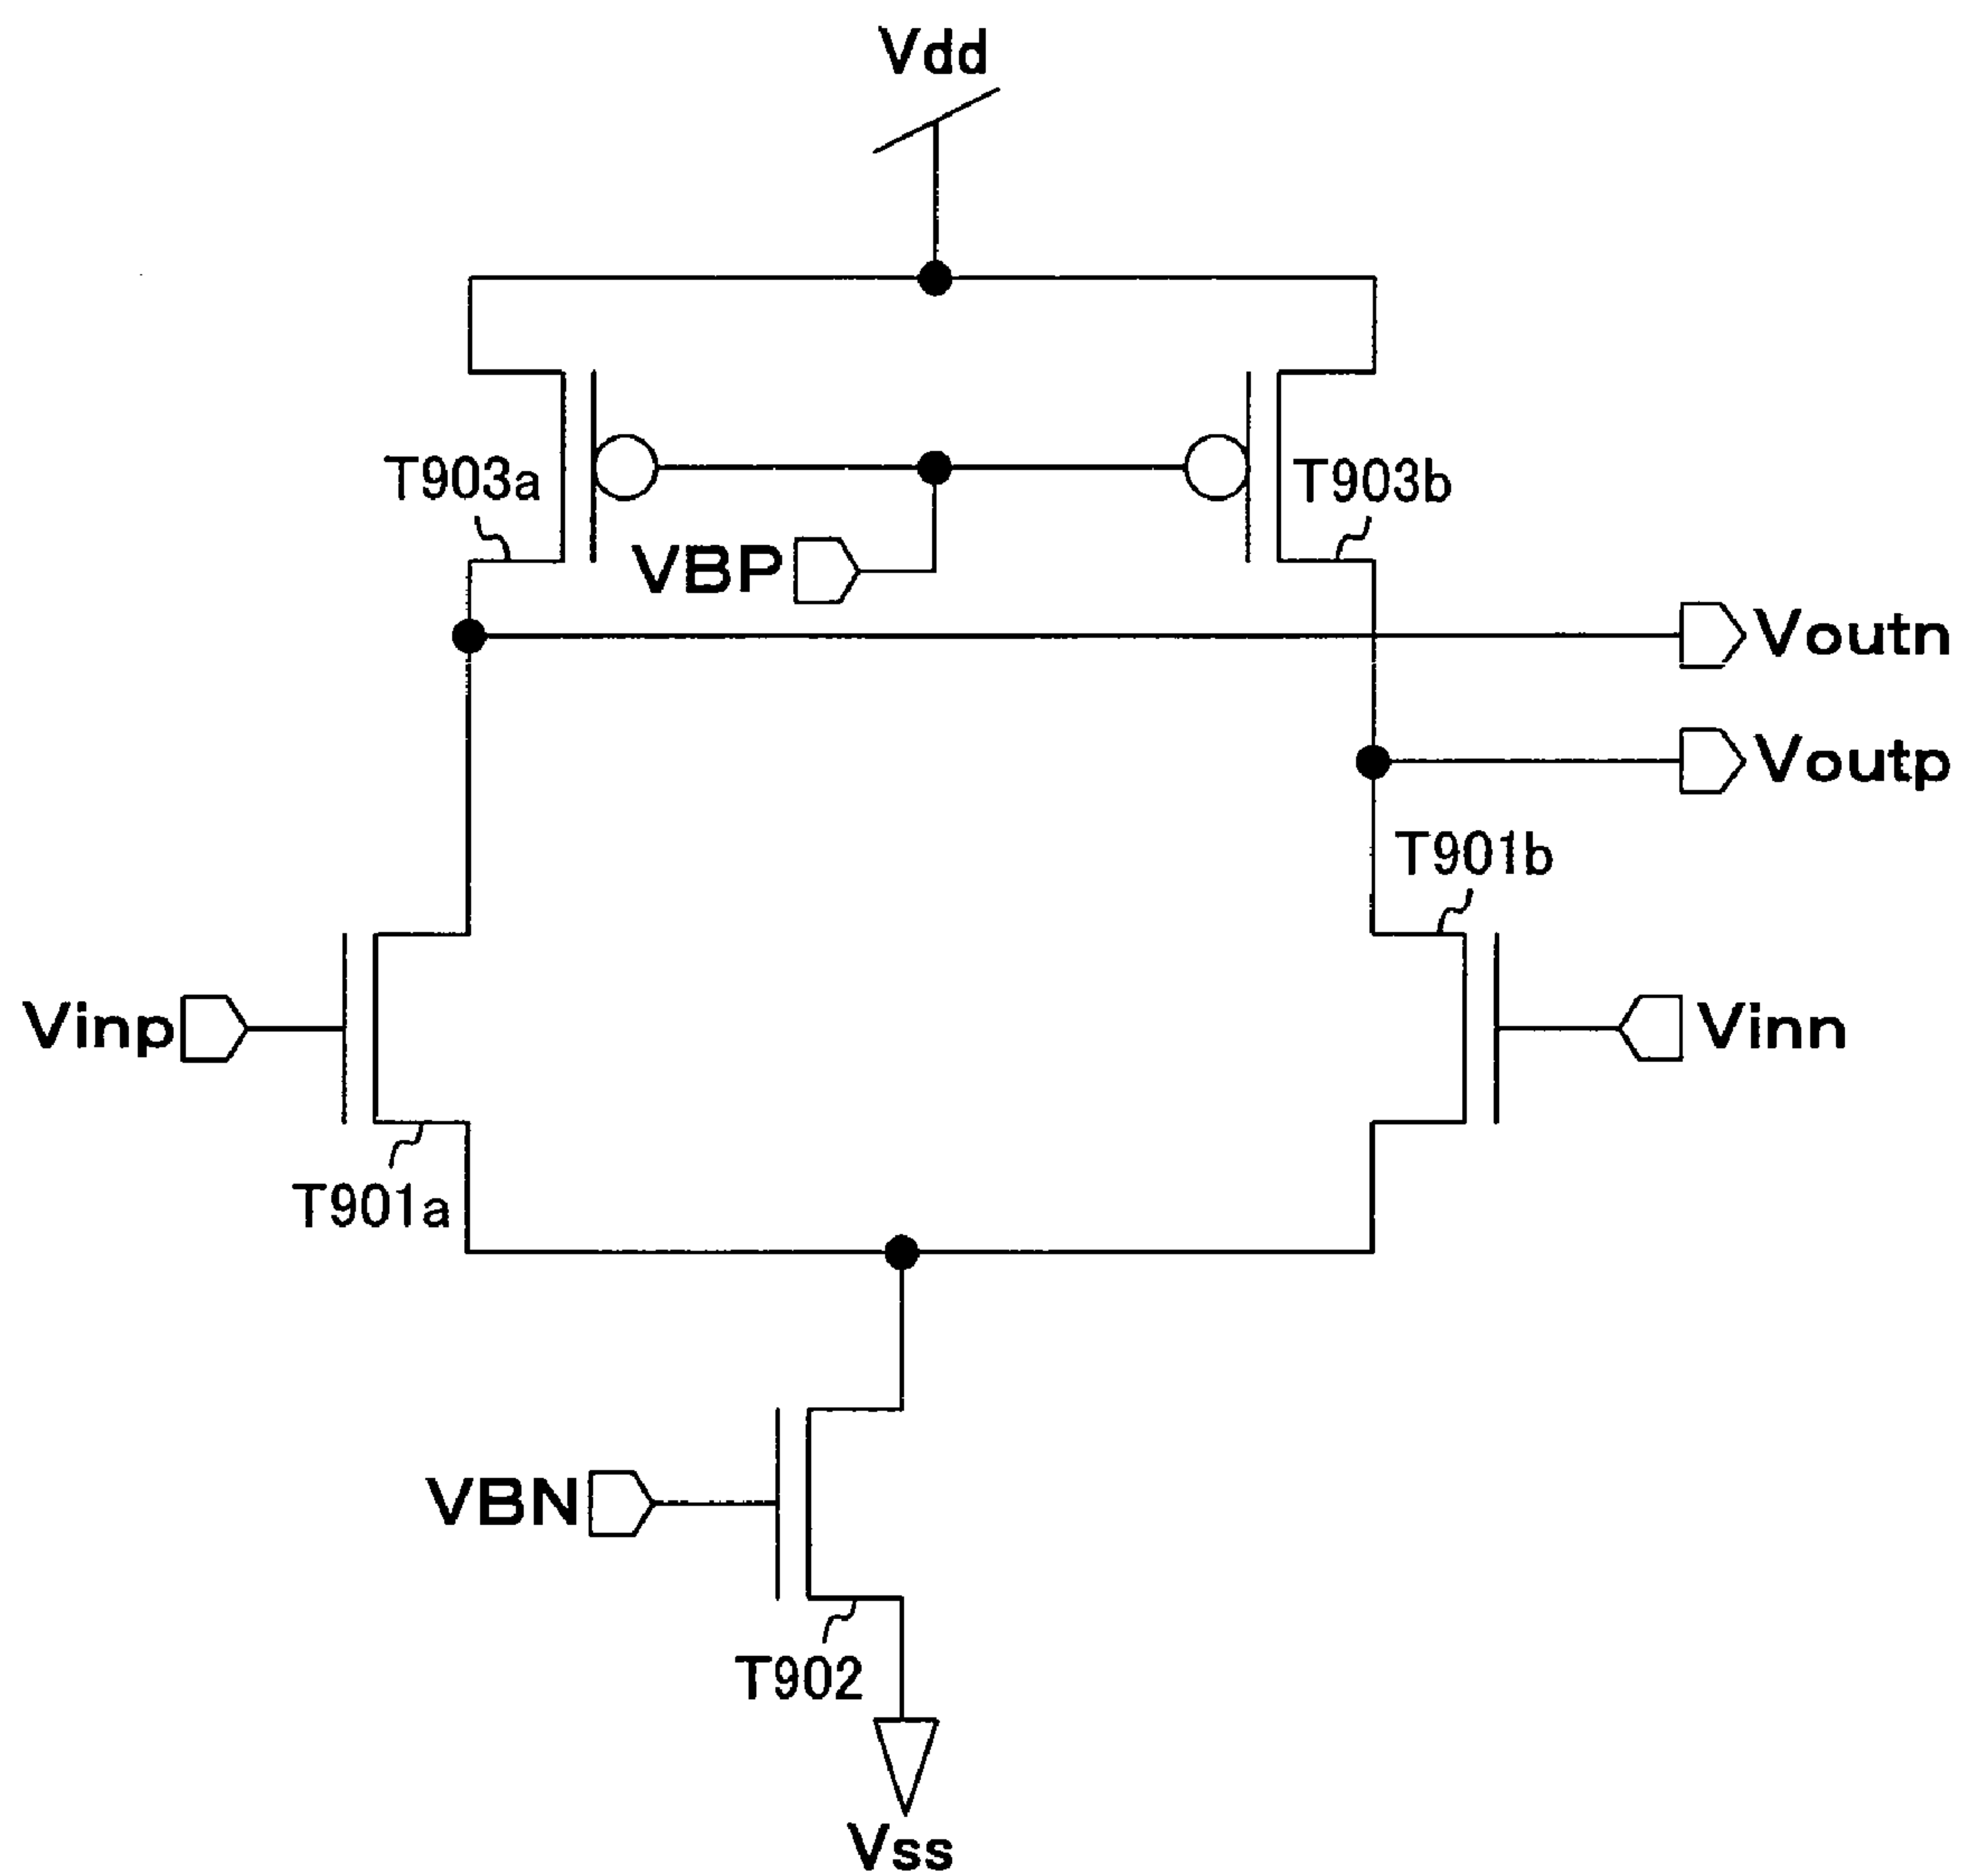 Vdd
T903a
T903b
VBP
Voutn
Voutp
T901b
Vinp
Vinn
T901a
VBN
T902
Vss